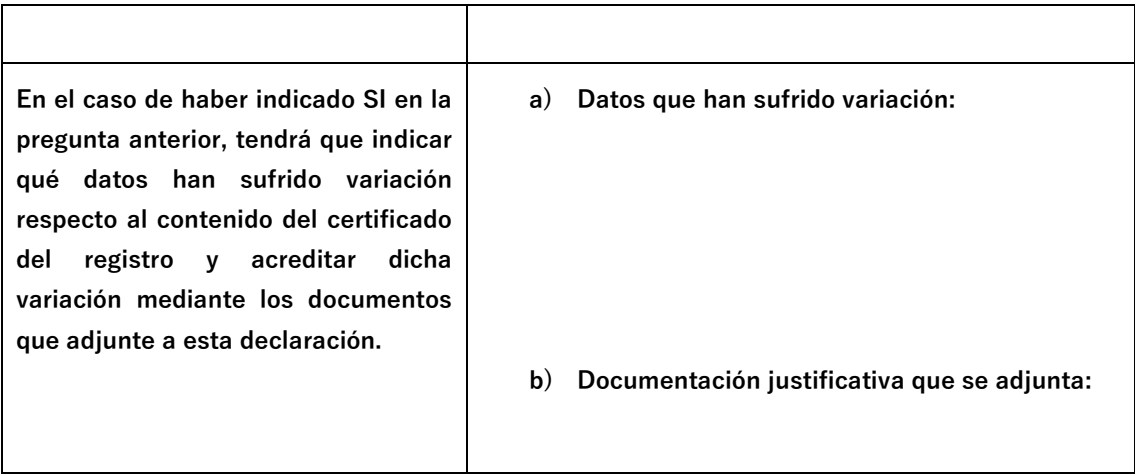 En el caso de haber indicado SI en la
pregunta anterior, tendrá que indicar
qué datos han sufrido variación
respecto al contenido del certificado
del registro y acreditar dicha
variación mediante los documentos
que adjunte a esta declaración.
a) Datos que han sufrido variación:
b) Documentación justificativa que se adjunta: